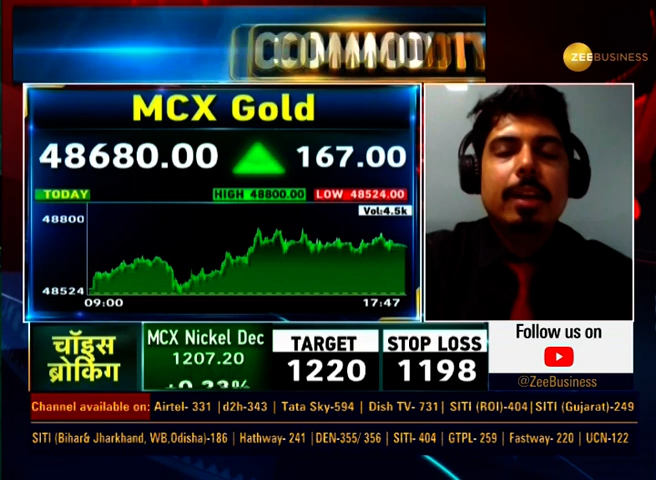 COMMODIT
ZEEBUSINESS
MCX Gold
48680.00 167.00
TODAY HIGH 48800.00 LOW 48524.00
Vol:4.5k
48800
48524
09:00 17:47
चॉइस
ब्रोकिंग
MCX Nickel Dec
1207.20
+0.33%
TARGET
1220
STOP LOSS
1198
Follow us on
@ZeeBusiness
Channel available on: Airtel- 331 | d2h-343 | Tata Sky-594 | Dish TV- 731 | SITI (ROI)-404 | SITI (Gujarat)-249
SITI (Bihar& Jharkhand, WB,Odisha)-186 | Hathway- 241 |DEN-355/ 356 | SITI- 404 | GTPL- 259 | Fastway- 220 | UCN-122